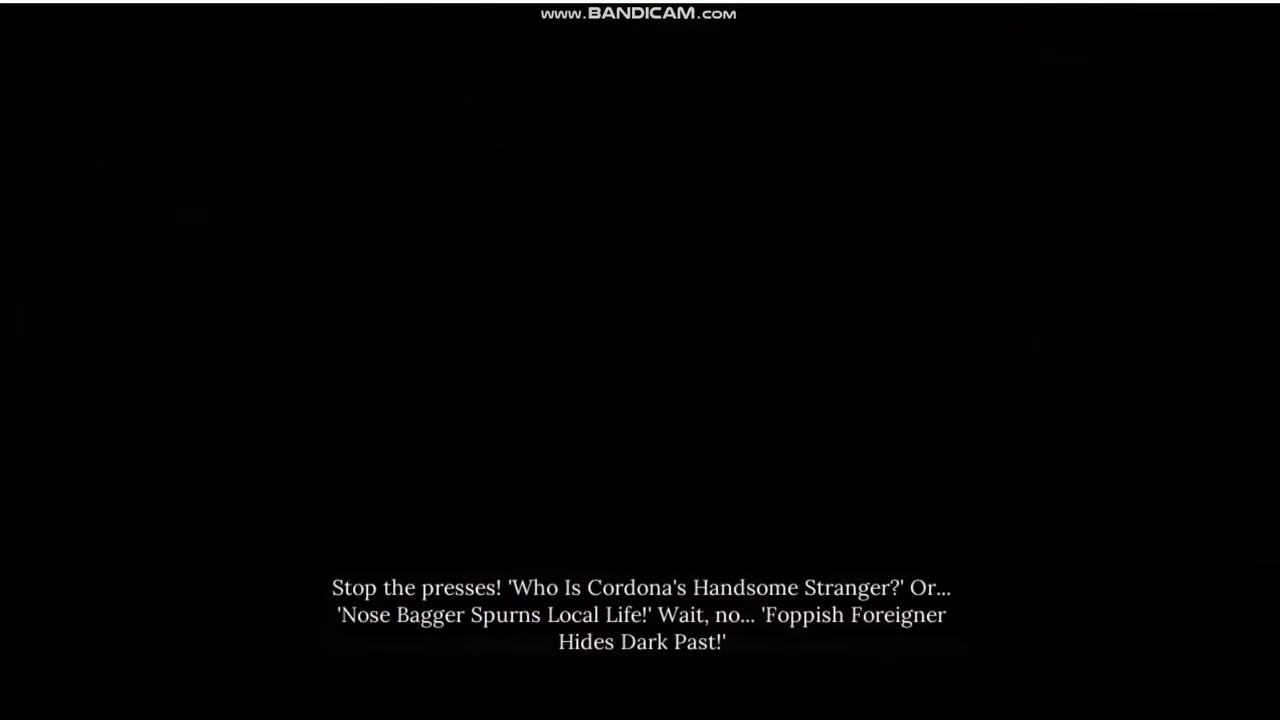 www.BANDICAM.com
Stop the presses! 'Who Is Cordona's Handsome Stranger?' Or...
'Nose Bagger Spurns Local Life!' Wait, no... 'Foppish Foreigner
Hides Dark Past!'